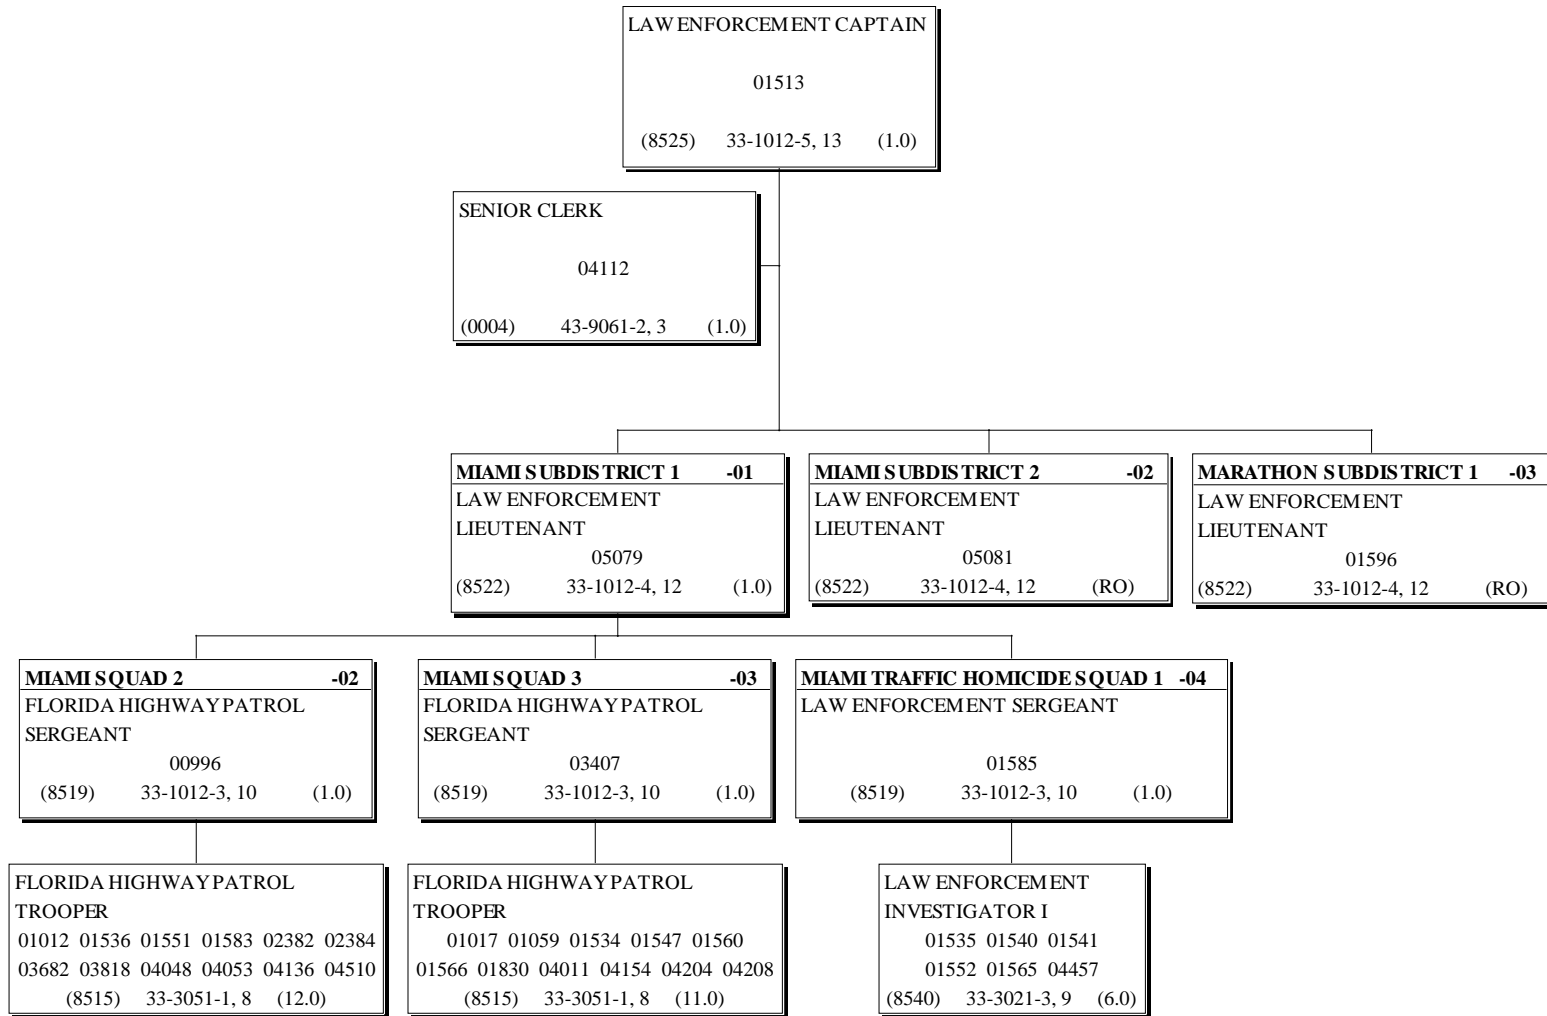 LAW ENFORCEMENT CAPTAIN
01513
(8525) 33-1012-5, 13 (1.0)
SENIOR CLERK
04112
(0004) 43-9061-2, 3 (1.0)
MIAMI SUBDISTRICT 1 -01
LAW ENFORCEMENT
LIEUTENANT
05079
(8522) 33-1012-4, 12 (1.0)
MIAMI SUBDISTRICT 2 -02
LAW ENFORCEMENT
LIEUTENANT
05081
(8522) 33-1012-4, 12 (RO)
MARATHON SUBDISTRICT 1 -03
LAW ENFORCEMENT
LIEUTENANT
01596
(8522) 33-1012-4, 12 (RO)
MIAMI SQUAD 2 -02
FLORIDA HIGHWAY PATROL
SERGEANT
00996
(8519) 33-1012-3, 10 (1.0)
MIAMI SQUAD 3 -03
FLORIDA HIGHWAY PATROL
SERGEANT
03407
(8519) 33-1012-3, 10 (1.0)
MIAMI TRAFFIC HOMICIDE SQUAD 1 -04
LAW ENFORCEMENT SERGEANT
01585
(8519) 33-1012-3, 10 (1.0)
FLORIDA HIGHWAY PATROL
TROOPER
01012 01536 01551 01583 02382 02384
03682 03818 04048 04053 04136 04510
(8515) 33-3051-1, 8 (12.0)
FLORIDA HIGHWAY PATROL
TROOPER
01017 01059 01534 01547 01560
01566 01830 04011 04154 04204 04208
(8515) 33-3051-1, 8 (11.0)
LAW ENFORCEMENT
INVESTIGATOR I
01535 01540 01541
01552 01565 04457
(8540) 33-3021-3, 9 (6.0)